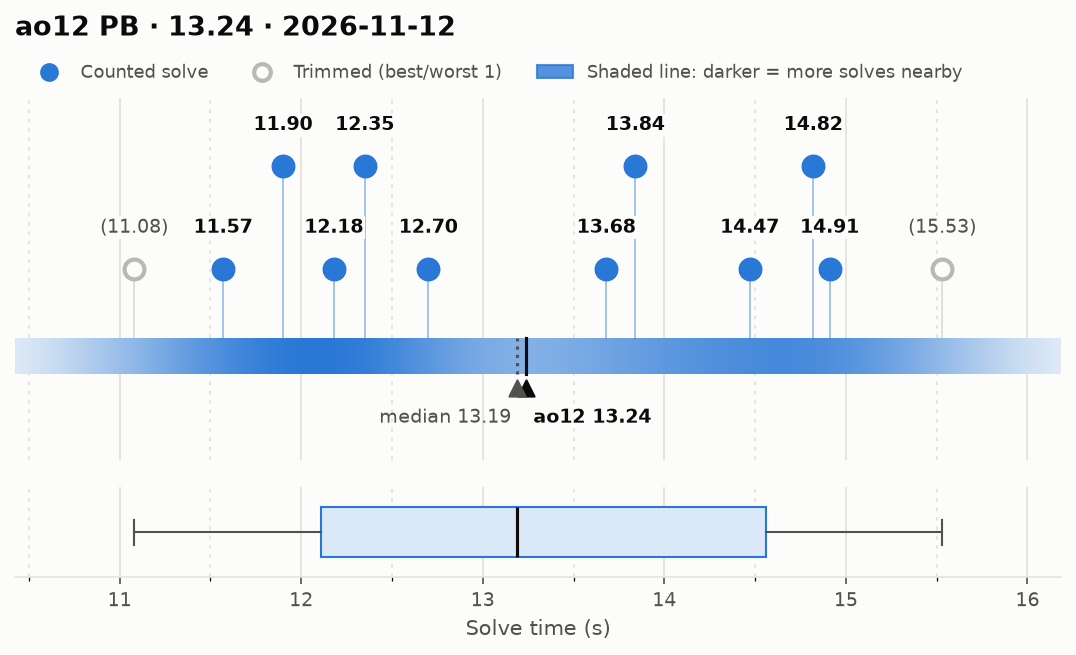 ao12 PB · 13.24 · 2026-11-12
Counted solve
Trimmed (best/worst 1)
Shaded line: darker = more solves nearby
11.90 12.35 13.84 14.82
(11.08) 11.57 12.18 12.70 13.68 14.47 14.91 (15.53)
median 13.19 ao12 13.24
11 12 13 14 15 16
Solve time (s)